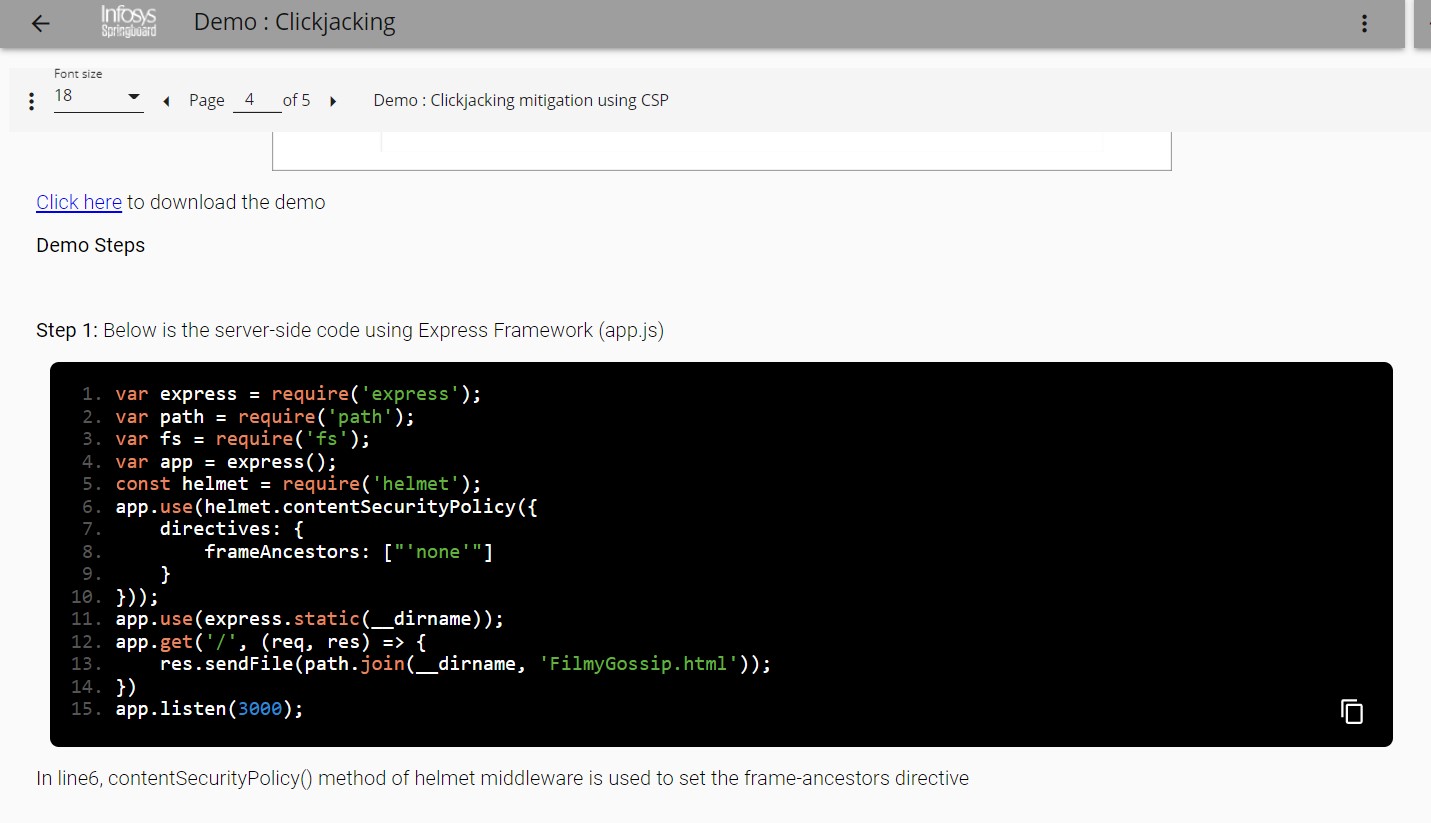 Infosys
Springboard
Demo : Clickjacking
Font size
18
Page 4 of 5
Demo : Clickjacking mitigation using CSP
Click here to download the demo
Demo Steps
Step 1: Below is the server-side code using Express Framework (app.js)
1. var express = require('express');
2. var path = require('path');
3. var fs = require('fs');
4. var app = express();
5. const helmet = require('helmet');
6. app.use(helmet.contentSecurityPolicy({
7.     directives: {
8.         frameAncestors: ["'none'"]
9.     }
10. }));
11. app.use(express.static(__dirname));
12. app.get('/', (req, res) => {
13.     res.sendFile(path.join(__dirname, 'FilmyGossip.html'));
14. })
15. app.listen(3000);
In line6, contentSecurityPolicy() method of helmet middleware is used to set the frame-ancestors directive